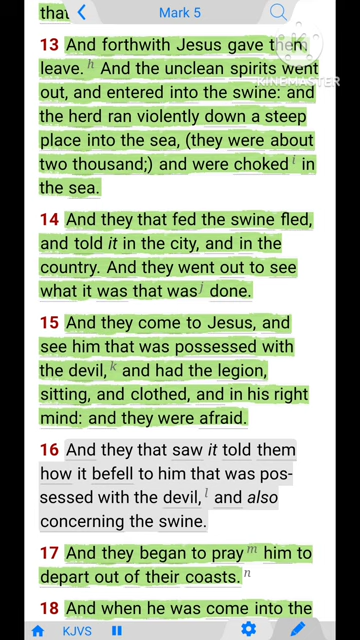 Mark 5
that
13 And forthwith Jesus gave them
leave. h And the unclean spirits went
out, and entered into the swine: and
the herd ran violently down a steep
place into the sea, (they were about
two thousand;) and were choked i in
the sea.
14 And they that fed the swine fled,
and told it in the city, and in the
country. And they went out to see
what it was that was j done.
15 And they come to Jesus, and
see him that was possessed with
the devil, k and had the legion,
sitting, and clothed, and in his right
mind: and they were afraid.
16 And they that saw it told them
how it befell to him that was pos-
sessed with the devil, l and also
concerning the swine.
17 And they began to pray m him to
depart out of their coasts. n
18 And when he was come into the
KJVS
KINEMASTER